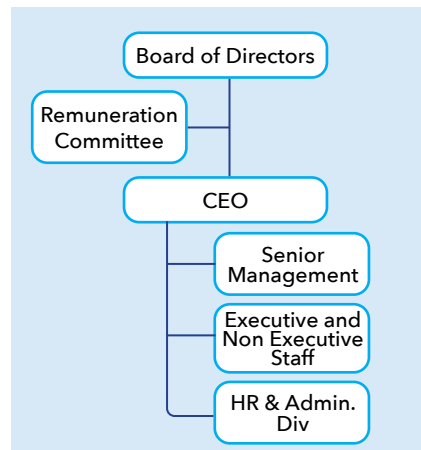 Board of Directors
Remuneration
Committee
CEO
Senior
Management
Executive and
Non Executive
Staff
HR & Admin.
Div